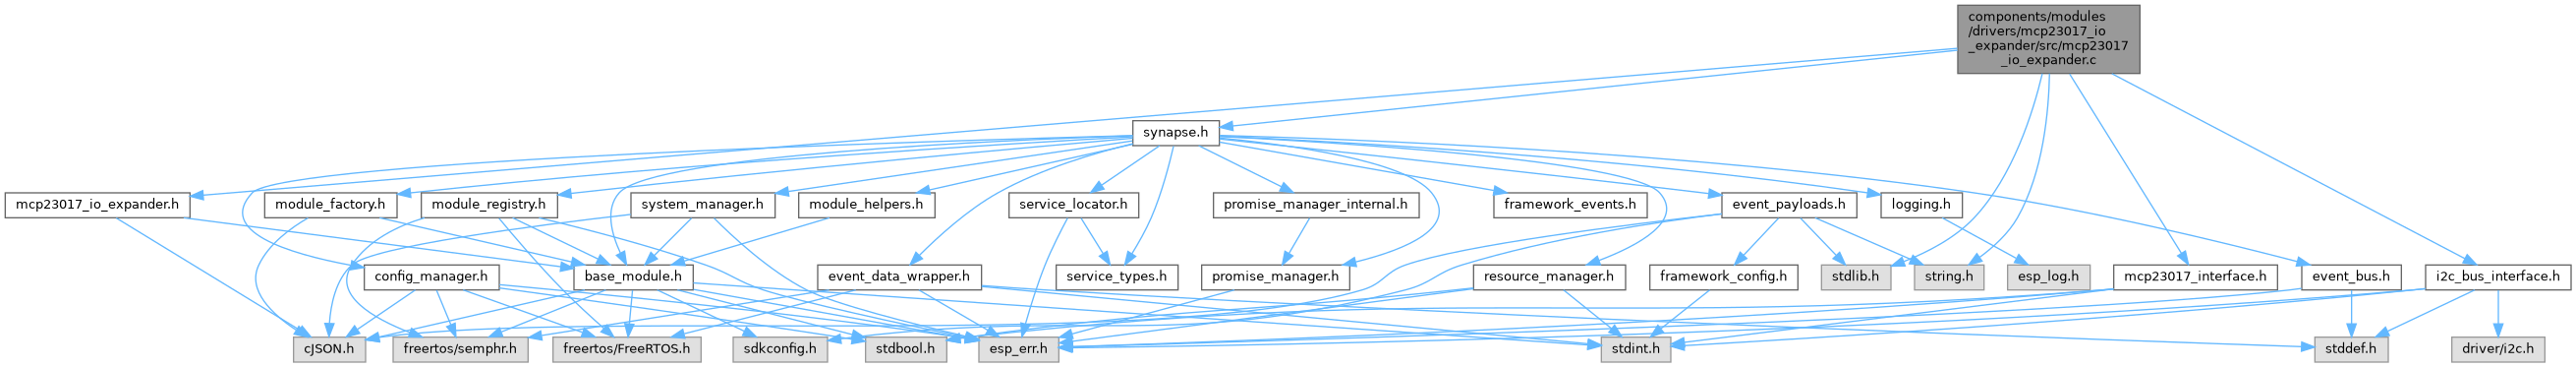 components/modules
/drivers/mcp23017_io
_expander/src/mcp23017
_io_expander.c
synapse.h
mcp23017_io_expander.h
module_factory.h
module_registry.h
system_manager.h
module_helpers.h
service_locator.h
promise_manager_internal.h
framework_events.h
event_payloads.h
logging.h
config_manager.h
base_module.h
event_data_wrapper.h
service_types.h
promise_manager.h
resource_manager.h
framework_config.h
stdlib.h
string.h
esp_log.h
mcp23017_interface.h
event_bus.h
i2c_bus_interface.h
cJSON.h
freertos/semphr.h
freertos/FreeRTOS.h
sdkconfig.h
stdbool.h
esp_err.h
stdint.h
stddef.h
driver/i2c.h